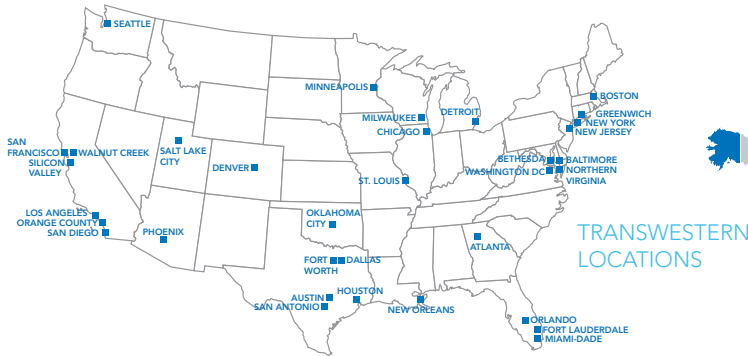 SEATTLE
MINNEAPOLIS
BOSTON
MILWAUKEE
DETROIT
GREENWICH
NEW YORK
CHICAGO
NEW JERSEY
SAN
FRANCISCO
WALNUT CREEK
SILICON
VALLEY
SALT LAKE
CITY
DENVER
ST. LOUIS
BETHESDA
BALTIMORE
WASHINGTON DC
NORTHERN
VIRGINIA
LOS ANGELES
ORANGE COUNTY
SAN DIEGO
PHOENIX
OKLAHOMA
CITY
ATLANTA
TRANSWESTERN
LOCATIONS
FORT
WORTH
DALLAS
AUSTIN
HOUSTON
SAN ANTONIO
NEW ORLEANS
ORLANDO
FORT LAUDERDALE
MIAMI-DADE